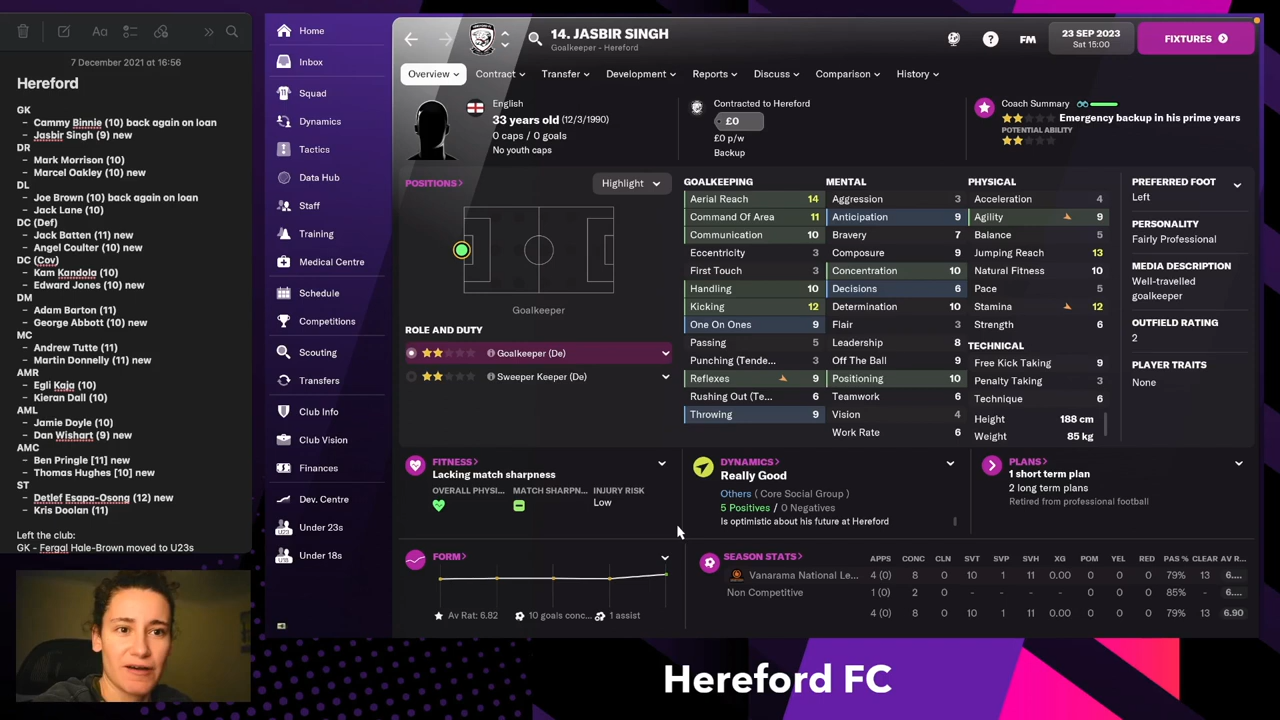 7 December 2021 at 16:56
Hereford
GK
– Cammy Binnie (10) back again on loan
– Jasbir Singh (9) new
DR
– Mark Morrison (10)
– Marcel Oakley (10) new
DL
– Joe Brown (10) back again on loan
– Jack Lane (10)
DC (Def)
– Jack Batten (11) new
– Angel Coulter (10) new
DC (Cov)
– Kam Kandola (10)
– Edward Jones (10) new
DM
– Adam Barton (11)
– George Abbott (10) new
MC
– Andrew Tutte (11)
– Martin Donnelly (11) new
AMR
– Egli Kaja (10)
– Kieran Dall (10)
AML
– Jamie Doyle (10)
– Dan Wishart (9) new
AMC
– Ben Pringle [11] new
– Thomas Hughes [10] new
ST
– Detlef Esapa-Osong (12) new
– Kris Doolan (11)
Left the club:
GK - Fergal Hale-Brown moved to U23s
Home
Inbox
Squad
Dynamics
Tactics
Data Hub
Staff
Training
Medical Centre
Schedule
Competitions
Scouting
Transfers
Club Info
Club Vision
Finances
Dev. Centre
Under 23s
Under 18s
14. JASBIR SINGH
Goalkeeper - Hereford
FM
23 SEP 2023
Sat 15:00
FIXTURES
Overview
Contract
Transfer
Development
Reports
Discuss
Comparison
History
English
33 years old (12/3/1990)
0 caps / 0 goals
No youth caps
Contracted to Hereford
£0
£0 p/w
Backup
Coach Summary
Emergency backup in his prime years
POTENTIAL ABILITY
POSITIONS>
Highlight
Goalkeeper
ROLE AND DUTY
Goalkeeper (De)
Sweeper Keeper (De)
GOALKEEPING
Aerial Reach 14
Command Of Area 11
Communication 10
Eccentricity 3
First Touch 3
Handling 10
Kicking 12
One On Ones 9
Passing 5
Punching (Tende... 3
Reflexes 9
Rushing Out (Te... 6
Throwing 9
MENTAL
Aggression 3
Anticipation 9
Bravery 7
Composure 9
Concentration 10
Decisions 6
Determination 10
Flair 3
Leadership 8
Off The Ball 9
Positioning 10
Teamwork 6
Vision 4
Work Rate 6
PHYSICAL
Acceleration 4
Agility 9
Balance 5
Jumping Reach 13
Natural Fitness 10
Pace 5
Stamina 12
Strength 6
TECHNICAL
Free Kick Taking 9
Penalty Taking 3
Technique 6
Height 188 cm
Weight 85 kg
PREFERRED FOOT
Left
PERSONALITY
Fairly Professional
MEDIA DESCRIPTION
Well-travelled
goalkeeper
OUTFIELD RATING
2
PLAYER TRAITS
None
FITNESS>
Lacking match sharpness
OVERALL PHYSI... MATCH SHARPN... INJURY RISK
Low
DYNAMICS>
Really Good
Others ( Core Social Group )
5 Positives / 0 Negatives
Is optimistic about his future at Hereford
PLANS>
1 short term plan
2 long term plans
Retired from professional football
FORM>
Av Rat: 6.82 10 goals conc... 1 assist
SEASON STATS> APPS CONC CLN SVT SVP SVH XG POM YEL RED PAS % CLEAR AV R...
Vanarama National Le... 4 (0) 8 0 10 1 11 0.00 0 0 0 79% 13 6....
Non Competitive 1 (0) 2 0 - - - - 0 0 0 85% - 6....
4 (0) 8 0 10 1 11 0.00 0 0 0 79% 13 6.90
Hereford FC